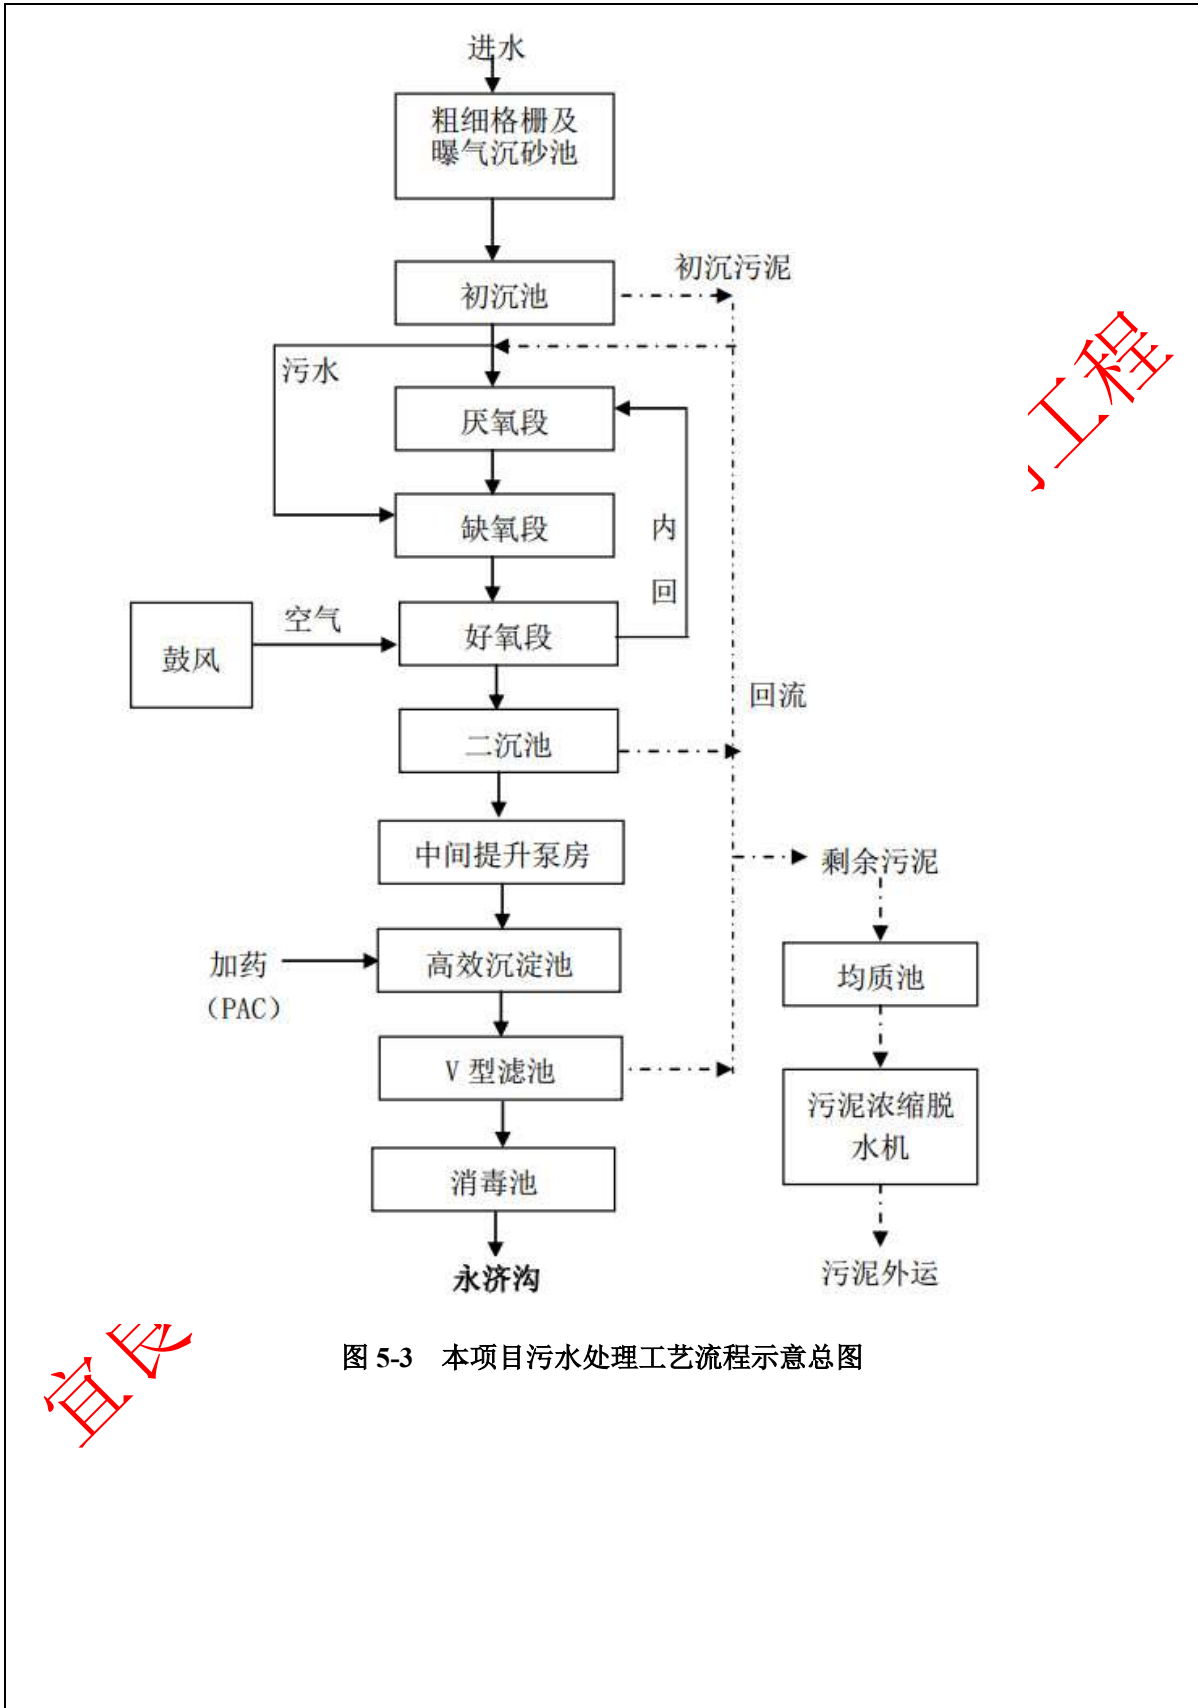 进水
粗细格栅及
曝气沉砂池
初沉池
初沉污泥
污水
厌氧段
缺氧段
内
回
鼓风
空气
好氧段
回流
二沉池
中间提升泵房
剩余污泥
加药
（PAC）
高效沉淀池
均质池
V 型滤池
污泥浓缩脱
水机
消毒池
永济沟
污泥外运
图 5-3 本项目污水处理工艺流程示意总图
工程
宜良